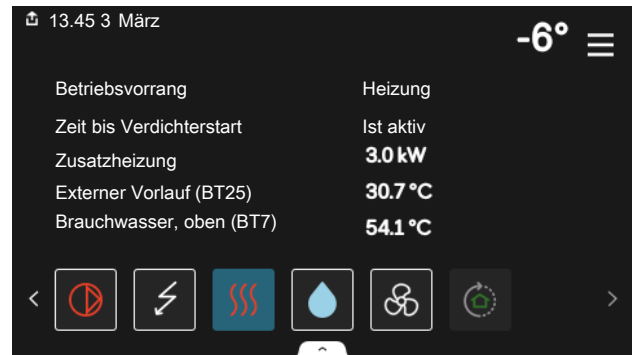 13.45 3 März
-6°
Betriebsvorrang Heizung
Zeit bis Verdichterstart Ist aktiv
Zusatzheizung 3.0 kW
Externer Vorlauf (BT25) 30.7 °C
Brauchwasser, oben (BT7) 54.1 °C